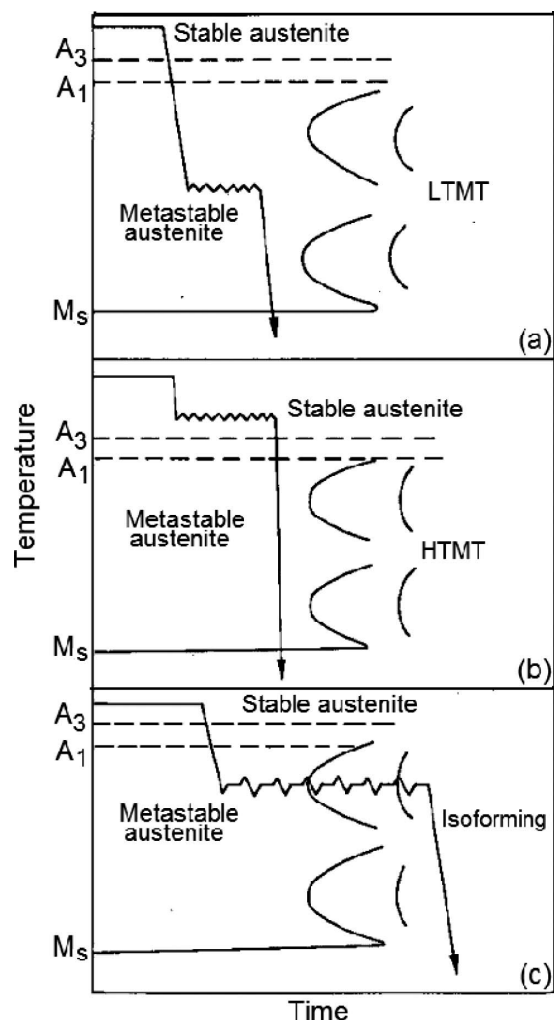 Stable austenite
A3
A1
LTMT
Metastable
austenite
Ms
(a)
Stable austenite
A3
A1
Metastable
austenite
HTMT
Ms
(b)
Stable austenite
A3
A1
Metastable
austenite
Isoforming
Ms
(c)
Temperature
Time